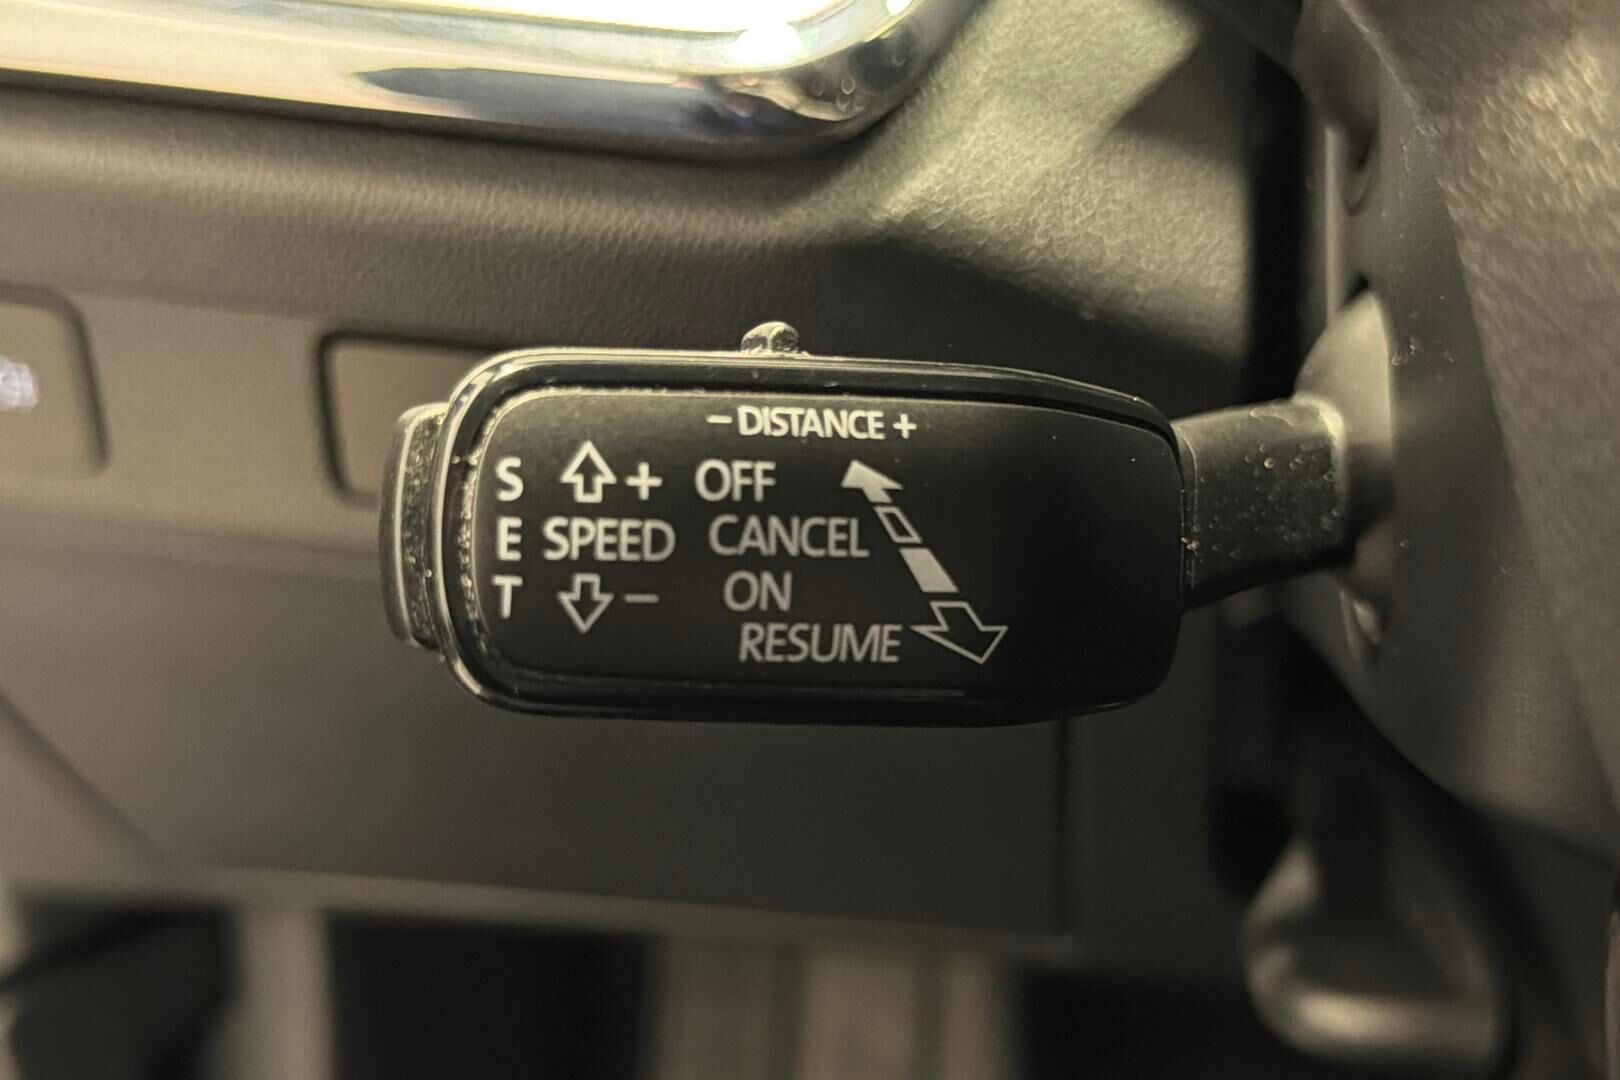 – DISTANCE +
S + OFF
E SPEED CANCEL
T – ON
RESUME